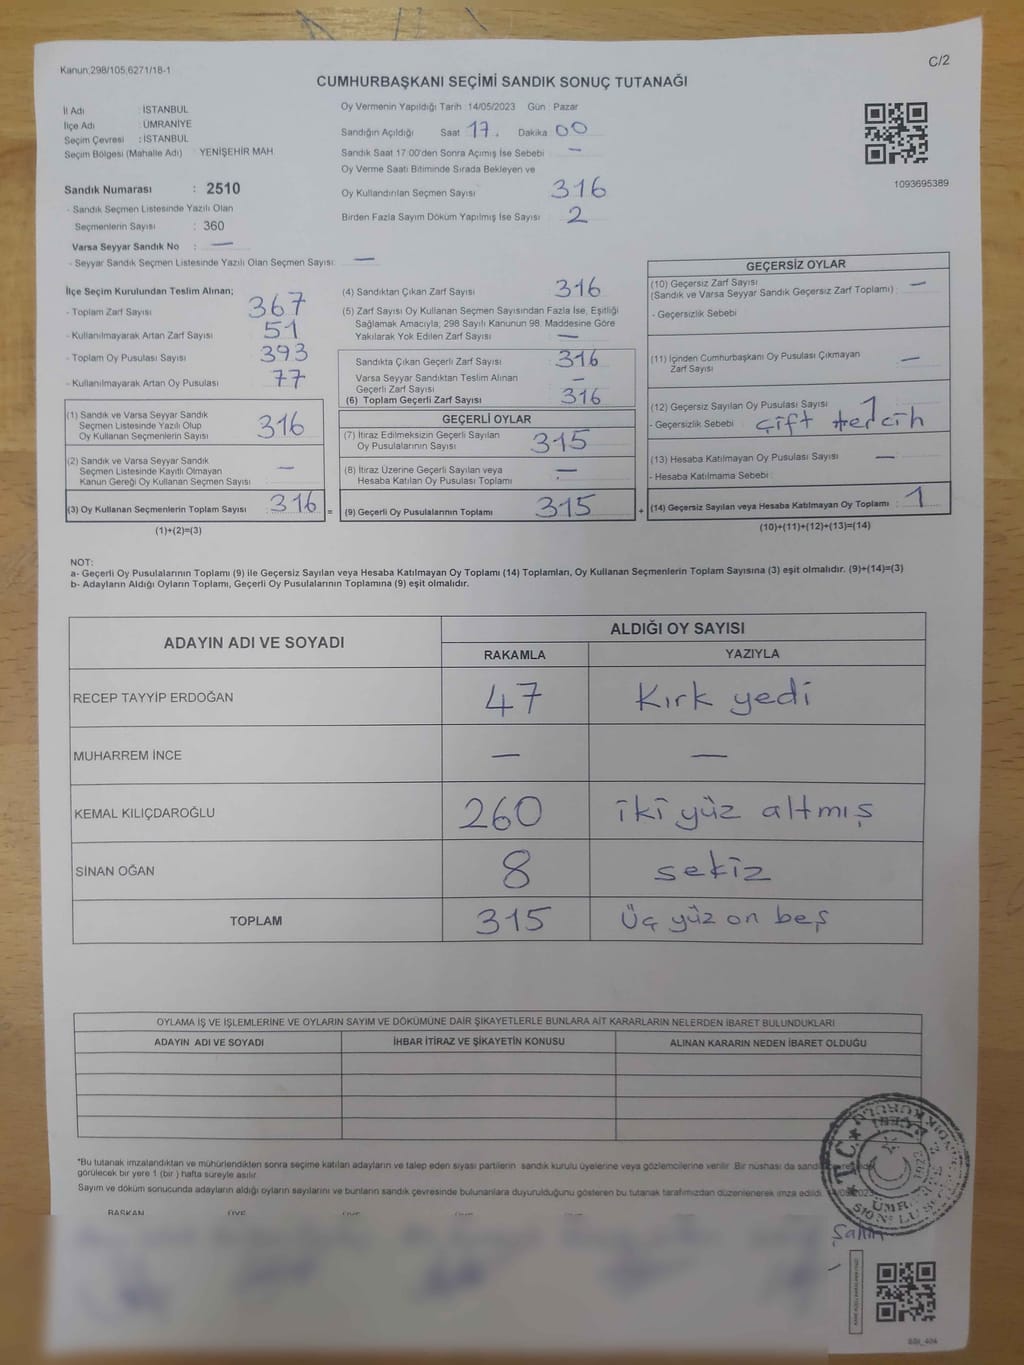 Kanun;298/105,6271/18-1
C/2
CUMHURBAŞKANI SEÇİMİ SANDIK SONUÇ TUTANAĞI
İl Adı : İSTANBUL
İlçe Adı : ÜMRANİYE
Seçim Çevresi : İSTANBUL
Seçim Bölgesi (Mahalle Adı) YENİŞEHİR MAH.
Sandık Numarası : 2510
- Sandık Seçmen Listesinde Yazılı Olan
Seçmenlerin Sayısı : 360
Varsa Seyyar Sandık No : —
- Seyyar Sandık Seçmen Listesinde Yazılı Olan Seçmen Sayısı: —
Oy Vermenin Yapıldığı Tarih :14/05/2023 Gün : Pazar
Sandığın Açıldığı Saat 17. Dakika 00
Sandık Saat 17:00'den Sonra Açımış İse Sebebi : —
Oy Verme Saati Bitiminde Sırada Bekleyen ve
Oy Kullandırılan Seçmen Sayısı 316
Birden Fazla Sayım Döküm Yapılmış İse Sayısı : 2
1093695389
İlçe Seçim Kurulundan Teslim Alınan;
- Toplam Zarf Sayısı 367
- Kullanılmayarak Artan Zarf Sayısı 51
- Toplam Oy Pusulası Sayısı 393
- Kullanılmayarak Artan Oy Pusulası 77
(1) Sandık ve Varsa Seyyar Sandık
Seçmen Listesinde Yazılı Olup
Oy Kullanan Seçmenlerin Sayısı 316
(2) Sandık ve Varsa Seyyar Sandık
Seçmen Listesinde Kayıtlı Olmayan
Kanun Gereği Oy Kullanan Seçmen Sayısı : —
(3) Oy Kullanan Seçmenlerin Toplam Sayısı : 316 =
(1)+(2)=(3)
(4) Sandıktan Çıkan Zarf Sayısı 316
(5) Zarf Sayısı Oy Kullanan Seçmen Sayısından Fazla İse, Eşitliği
Sağlamak Amacıyla, 298 Sayılı Kanunun 98. Maddesine Göre
Yakılarak Yok Edilen Zarf Sayısı : —
Sandıkta Çıkan Geçerli Zarf Sayısı 316
Varsa Seyyar Sandıktan Teslim Alınan
Geçerli Zarf Sayısı —
(6) Toplam Geçerli Zarf Sayısı 316
GEÇERLİ OYLAR
(7) İtiraz Edilmeksizin Geçerli Sayılan
Oy Pusulalarının Sayısı 315
(8) İtiraz Üzerine Geçerli Sayılan veya
Hesaba Katılan Oy Pusulası Toplamı : —
(9) Geçerli Oy Pusulalarının Toplamı : 315 +
GEÇERSİZ OYLAR
(10) Geçersiz Zarf Sayısı
(Sandık ve Varsa Seyyar Sandık Geçersiz Zarf Toplamı) : —
- Geçersizlik Sebebi
(11) İçinden Cumhurbaşkanı Oy Pusulası Çıkmayan
Zarf Sayısı —
(12) Geçersiz Sayılan Oy Pusulası Sayısı : 1
- Geçersizlik Sebebi : Çift tercih
(13) Hesaba Katılmayan Oy Pusulası Sayısı : —
- Hesaba Katılmama Sebebi :
(14) Geçersiz Sayılan veya Hesaba Katılmayan Oy Toplamı : 1
(10)+(11)+(12)+(13)=(14)
NOT:
a- Geçerli Oy Pusulalarının Toplamı (9) ile Geçersiz Sayılan veya Hesaba Katılmayan Oy Toplamı (14) Toplamları, Oy Kullanan Seçmenlerin Toplam Sayısına (3) eşit olmalıdır. (9)+(14)=(3)
b- Adayların Aldığı Oyların Toplamı, Geçerli Oy Pusulalarının Toplamına (9) eşit olmalıdır.
ADAYIN ADI VE SOYADI ALDIĞI OY SAYISI
RAKAMLA YAZIYLA
RECEP TAYYİP ERDOĞAN 47 Kırk yedi
MUHARREM İNCE — —
KEMAL KILIÇDAROĞLU 260 iki yüz altmış
SİNAN OĞAN 8 sekiz
TOPLAM 315 Üç yüz on beş
OYLAMA İŞ VE İŞLEMLERİNE VE OYLARIN SAYIM VE DÖKÜMÜNE DAİR ŞİKAYETLERLE BUNLARA AİT KARARLARIN NELERDEN İBARET BULUNDUKLARI
ADAYIN ADI VE SOYADI İHBAR İTİRAZ VE ŞİKAYETİN KONUSU ALINAN KARARIN NEDEN İBARET OLDUĞU
*Bu tutanak imzalandıktan ve mühürlendikten sonra seçime katılan adayların ve talep eden siyasi partilerin sandık kurulu üyelerine veya gözlemcilerine verilir. Bir nüshası da sandık
görülecek bir yere 1 (bir ) hafta süreyle asılır.
Sayım ve döküm sonucunda adayların aldığı oyların sayılarını ve bunların sandık çevresinde bulunanlara duyurulduğunu gösteren bu tutanak tarafımızdan düzenlenerek imza edildi.
BAŞKAN ÜYE ÜYE ÜYE ÜYE
T.C.